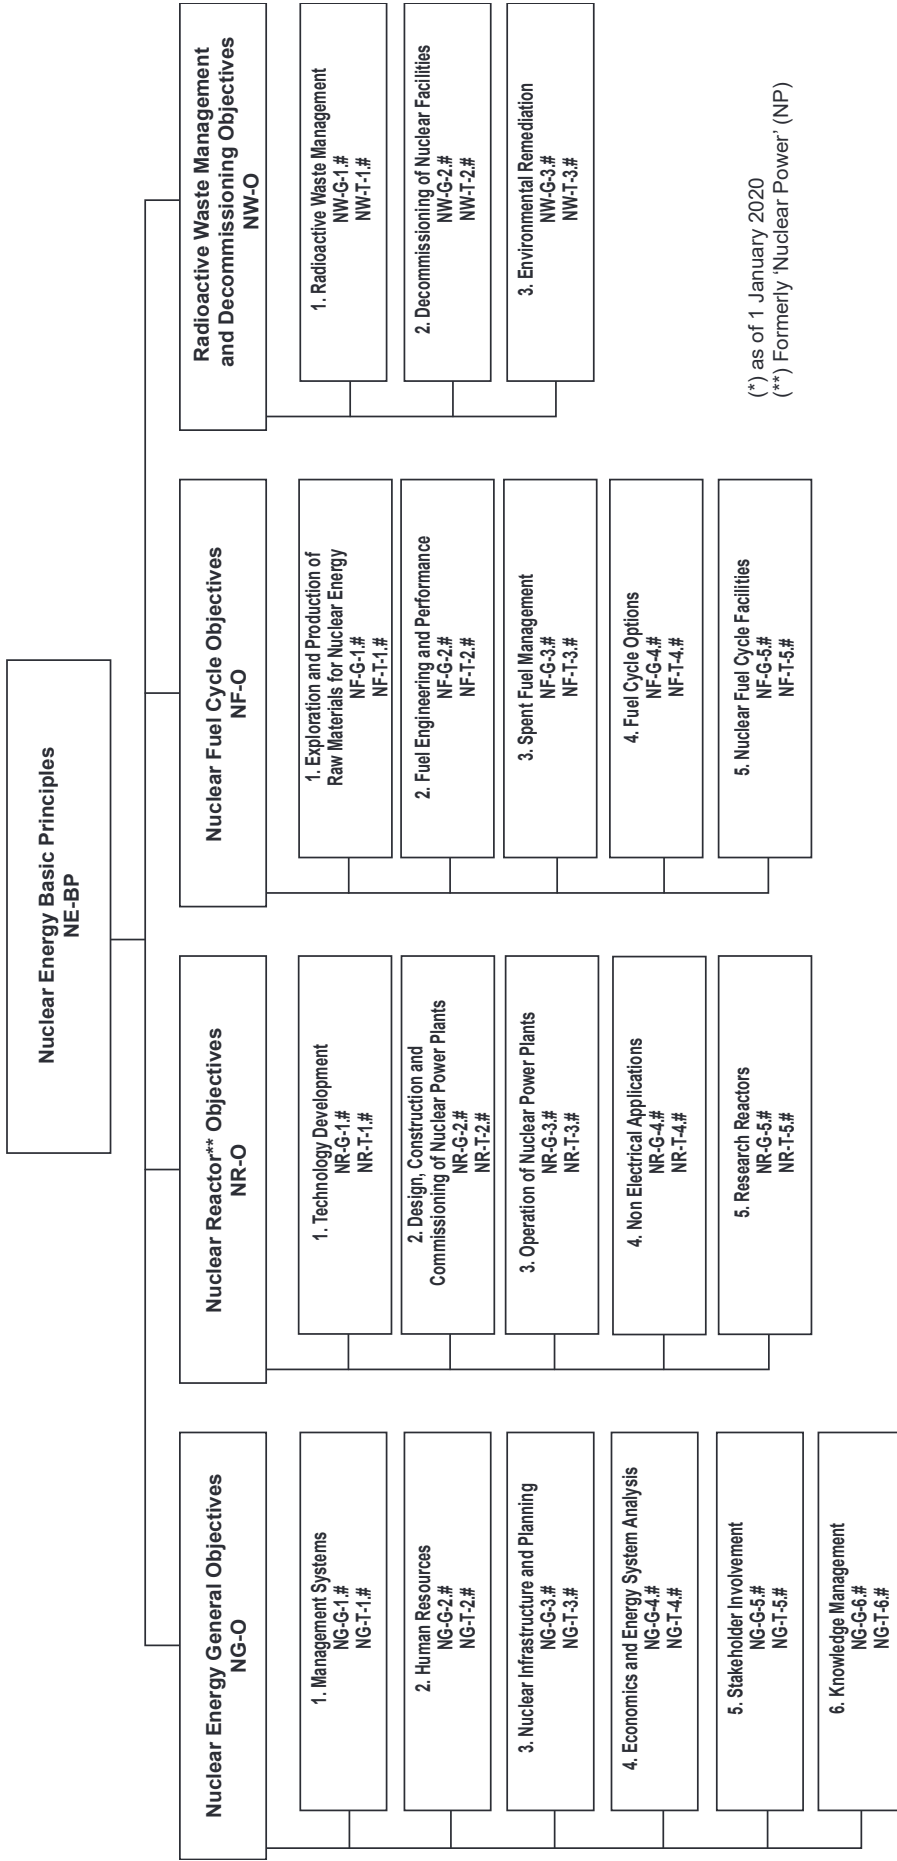 Nuclear Energy Basic Principles
NE-BP
Nuclear Energy General Objectives
NG-O
1. Management Systems
NG-G-1.#
NG-T-1.#
2. Human Resources
NG-G-2.#
NG-T-2.#
3. Nuclear Infrastructure and Planning
NG-G-3.#
NG-T-3.#
4. Economics and Energy System Analysis
NG-G-4.#
NG-T-4.#
5. Stakeholder Involvement
NG-G-5.#
NG-T-5.#
6. Knowledge Management
NG-G-6.#
NG-T-6.#
Nuclear Reactor** Objectives
NR-O
1. Technology Development
NR-G-1.#
NR-T-1.#
2. Design, Construction and
Commissioning of Nuclear Power Plants
NR-G-2.#
NR-T-2.#
3. Operation of Nuclear Power Plants
NR-G-3.#
NR-T-3.#
4. Non Electrical Applications
NR-G-4.#
NR-T-4.#
5. Research Reactors
NR-G-5.#
NR-T-5.#
Nuclear Fuel Cycle Objectives
NF-O
1. Exploration and Production of
Raw Materials for Nuclear Energy
NF-G-1.#
NF-T-1.#
2. Fuel Engineering and Performance
NF-G-2.#
NF-T-2.#
3. Spent Fuel Management
NF-G-3.#
NF-T-3.#
4. Fuel Cycle Options
NF-G-4.#
NF-T-4.#
5. Nuclear Fuel Cycle Facilities
NF-G-5.#
NF-T-5.#
Radioactive Waste Management
and Decommissioning Objectives
NW-O
1. Radioactive Waste Management
NW-G-1.#
NW-T-1.#
2. Decommissioning of Nuclear Facilities
NW-G-2.#
NW-T-2.#
3. Environmental Remediation
NW-G-3.#
NW-T-3.#
(*) as of 1 January 2020
(**) Formerly ‘Nuclear Power’ (NP)